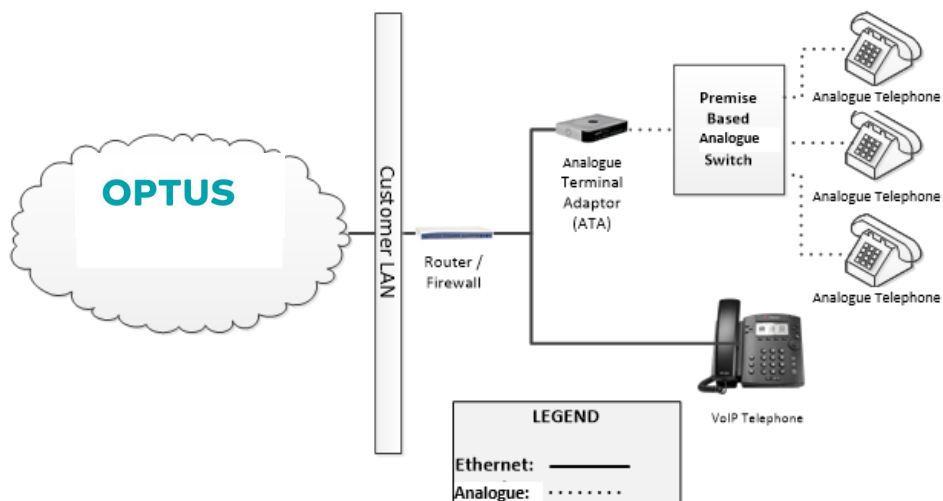 OPTUS
Customer LAN
Router /
Firewall
Analogue
Terminal
Adaptor
(ATA)
Premise
Based
Analogue
Switch
Analogue Telephone
Analogue Telephone
Analogue Telephone
VoIP Telephone
LEGEND
Ethernet:
Analogue: